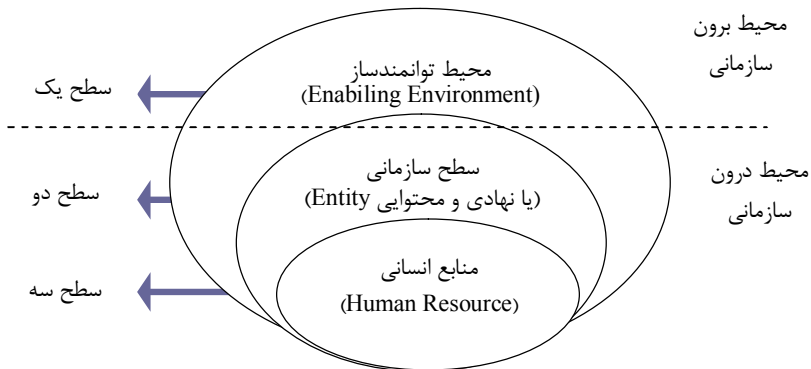 محیط برون
سازمانی
محیط توانمندساز
(Enabiling Environment)
سطح یک
محیط درون
سازمانی
سطح سازمانی
(یا نهادی و محتوایی Entity)
سطح دو
منابع انسانی
(Human Resource)
سطح سه